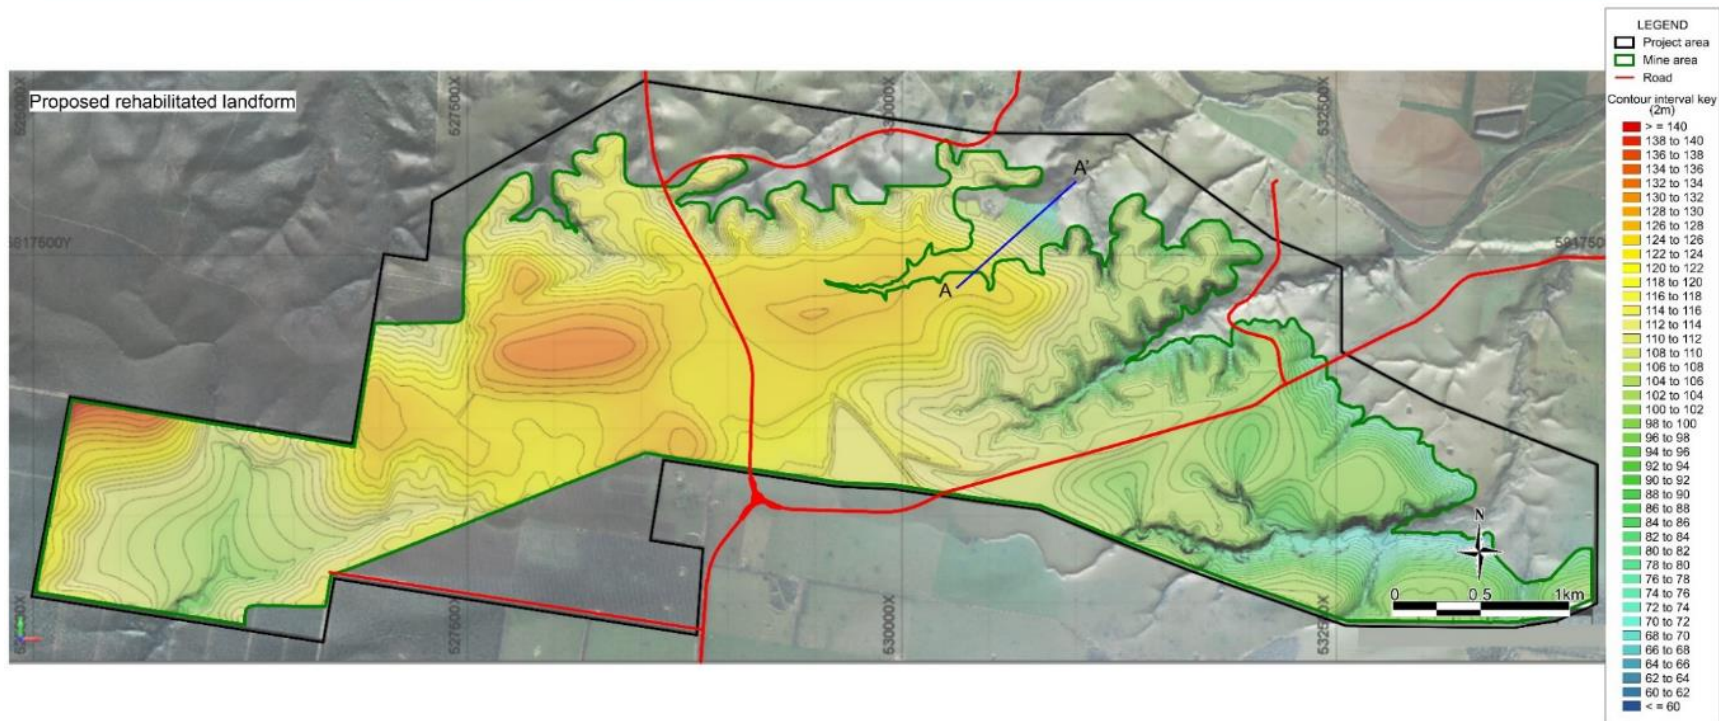 Proposed rehabilitated landform
527500X
530000X
532500X
A'
A
N
0
0.5
1km
527500X
530000X
532500X
LEGEND
Project area
Mine area
Road
Contour interval key
(2m)
> = 140
138 to 140
136 to 138
134 to 136
132 to 134
130 to 132
128 to 130
126 to 128
124 to 126
122 to 124
120 to 122
118 to 120
116 to 118
114 to 116
112 to 114
110 to 112
108 to 110
106 to 108
104 to 106
102 to 104
100 to 102
98 to 100
96 to 98
94 to 96
92 to 94
90 to 92
88 to 90
86 to 88
84 to 86
82 to 84
80 to 82
78 to 80
76 to 78
74 to 76
72 to 74
70 to 72
68 to 70
66 to 68
64 to 66
62 to 64
60 to 62
< = 60